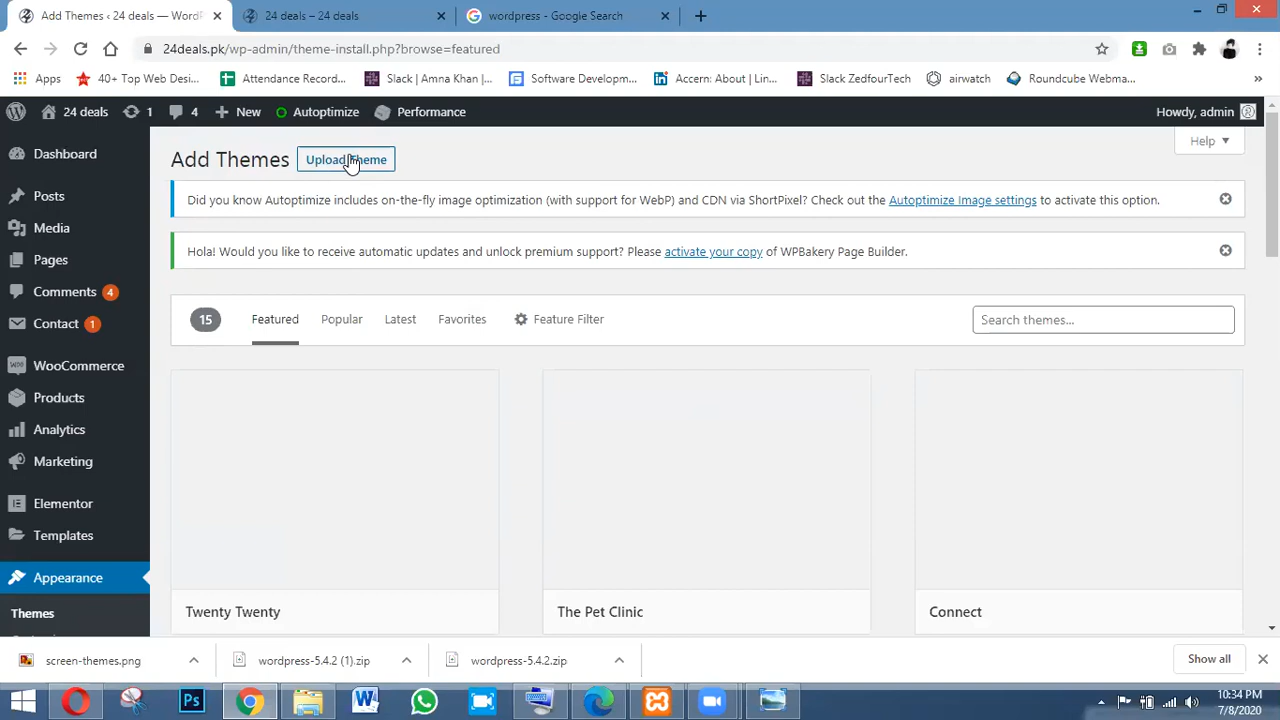 Add Themes ‹ 24 deals — WordP
24 deals – 24 deals
wordpress - Google Search
24deals.pk/wp-admin/theme-install.php?browse=featured
Apps
40+ Top Web Desi...
Attendance Record...
Slack | Amna Khan |...
Software Developm...
Accern: About | Lin...
Slack ZedfourTech
airwatch
Roundcube Webma...
»
24 deals
1
4
New
Autoptimize
Performance
Howdy, admin
Help
Dashboard
Posts
Media
Pages
Comments 4
Contact 1
WooCommerce
Products
Analytics
Marketing
Elementor
Templates
Appearance
Themes
Add Themes
Upload Theme
Did you know Autoptimize includes on-the-fly image optimization (with support for WebP) and CDN via ShortPixel? Check out the Autoptimize Image settings to activate this option.
Hola! Would you like to receive automatic updates and unlock premium support? Please activate your copy of WPBakery Page Builder.
15
Featured
Popular
Latest
Favorites
Feature Filter
Search themes...
Twenty Twenty
The Pet Clinic
Connect
screen-themes.png
wordpress-5.4.2 (1).zip
wordpress-5.4.2.zip
Show all
10:34 PM
7/8/2020